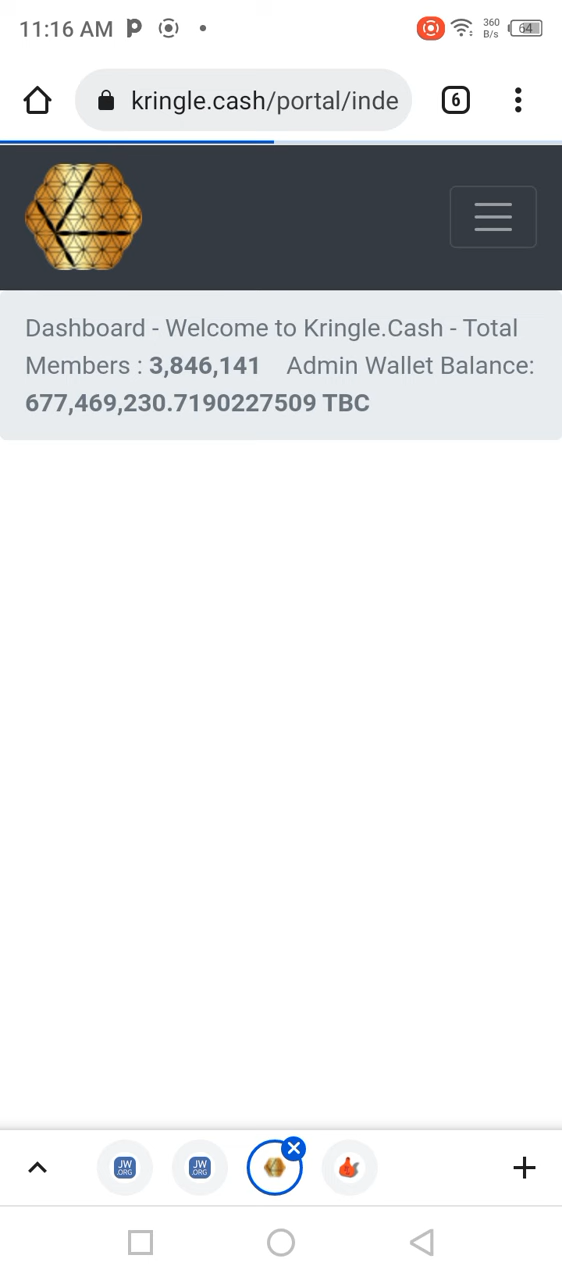 11:16 AM
360
B/s
64
kringle.cash/portal/inde
6
Dashboard - Welcome to Kringle.Cash - Total
Members : 3,846,141 Admin Wallet Balance:
677,469,230.7190227509 TBC
JW
.ORG
JW
.ORG